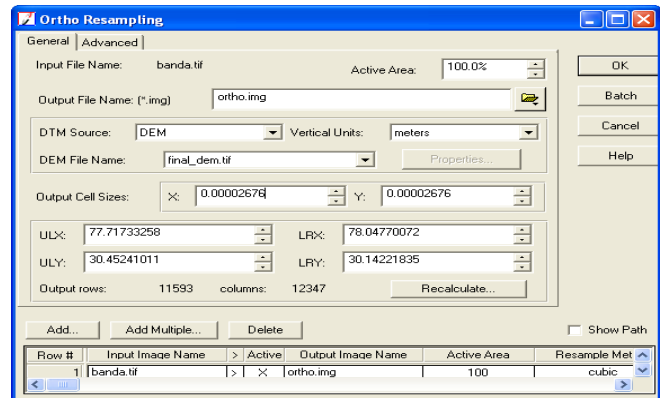 Ortho Resampling
General Advanced
Input File Name: banda.tif Active Area: 100.0% OK
Output File Name: (*.img) ortho.img Batch
DTM Source: DEM Vertical Units: meters Cancel
DEM File Name: final_dem.tif Properties... Help
Output Cell Sizes: X: 0.00002676 Y: 0.00002676
ULX: 77.71733258 LRX: 78.04770072
ULY: 30.45241011 LRY: 30.14221835
Output rows: 11593 columns: 12347 Recalculate...
Add... Add Multiple... Delete Show Path
Row # Input Image Name > Active Output Image Name Active Area Resample Met
1 banda.tif > X ortho.img 100 cubic